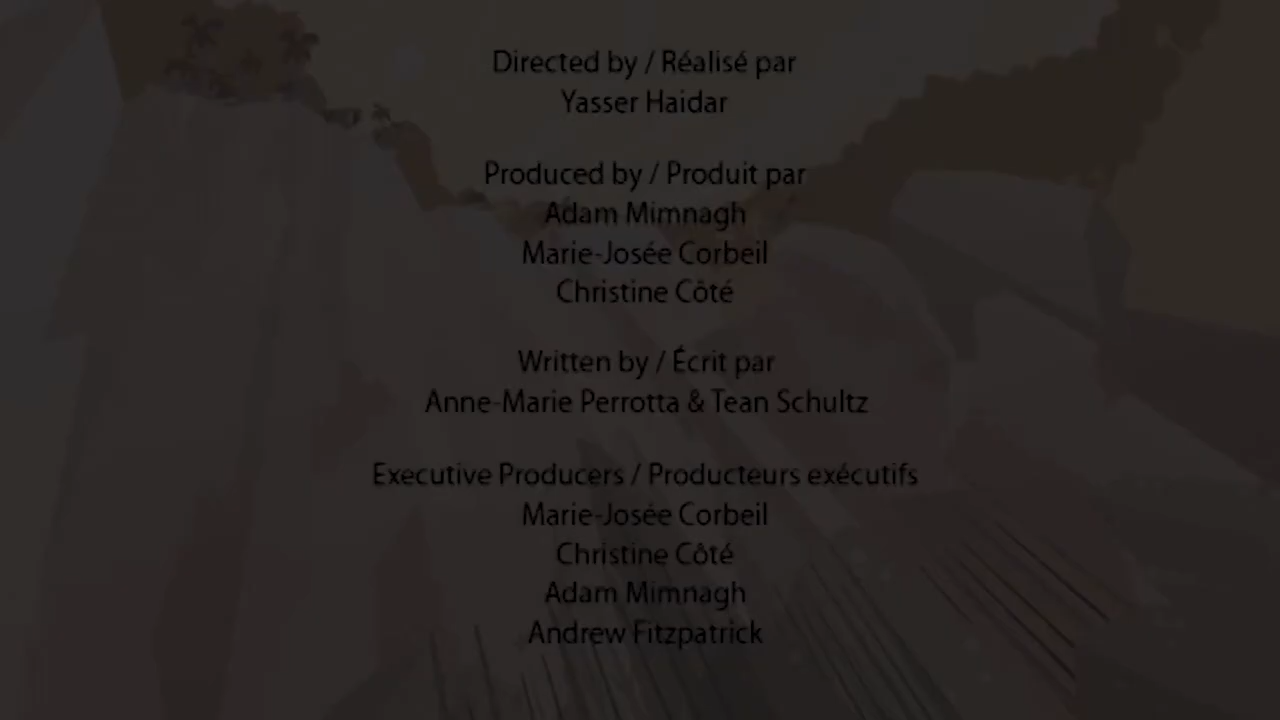 Directed by / Réalisé par
Yasser Haidar
Produced by / Produit par
Adam Mimnagh
Marie-Josée Corbeil
Christine Côté
Written by / Écrit par
Anne-Marie Perrotta & Tean Schultz
Executive Producers / Producteurs exécutifs
Marie-Josée Corbeil
Christine Côté
Adam Mimnagh
Andrew Fitzpatrick